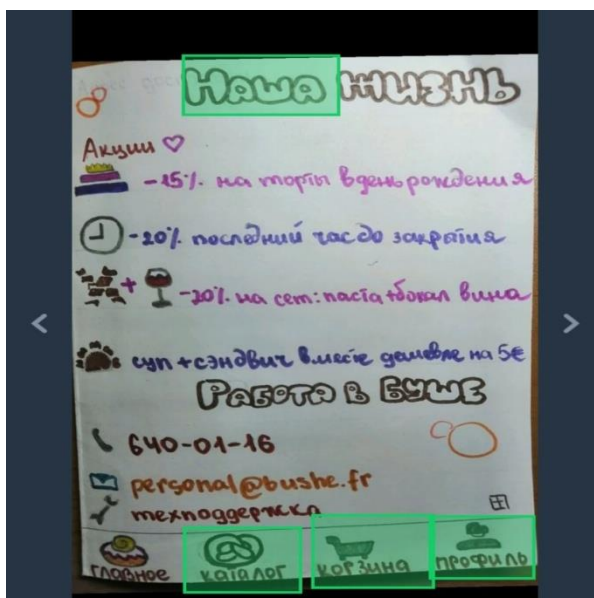 Наша жизнь
Акции
-15% на торты в день рождения
-20% последний час до закрытия
+ -20% на сет: паста + бокал вина
суп + сэндвич вместе дешевле на 5€
Работа в Буше
640-01-16
personal@bushe.fr
техподдержка
главное каталог корзина профиль